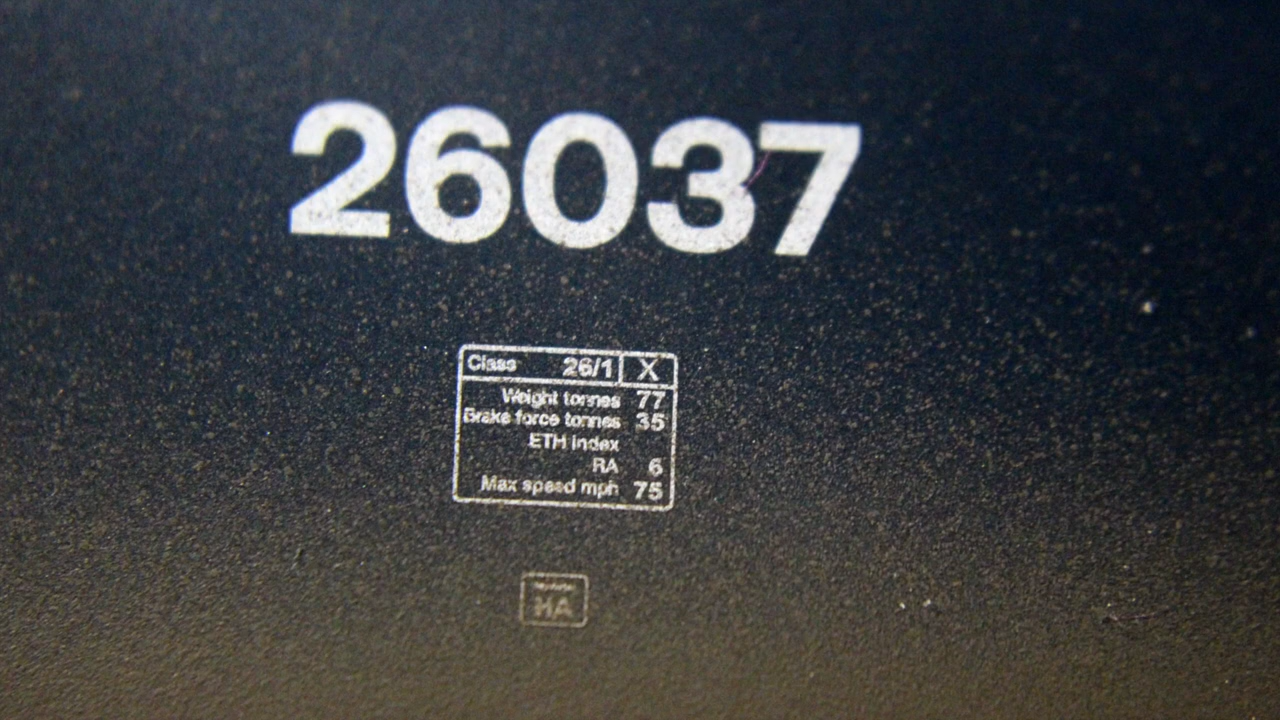 26037
Class 26/1 X
Weight tonnes 77
Brake force tonnes 35
ETH index
RA 6
Max speed mph 75
HA